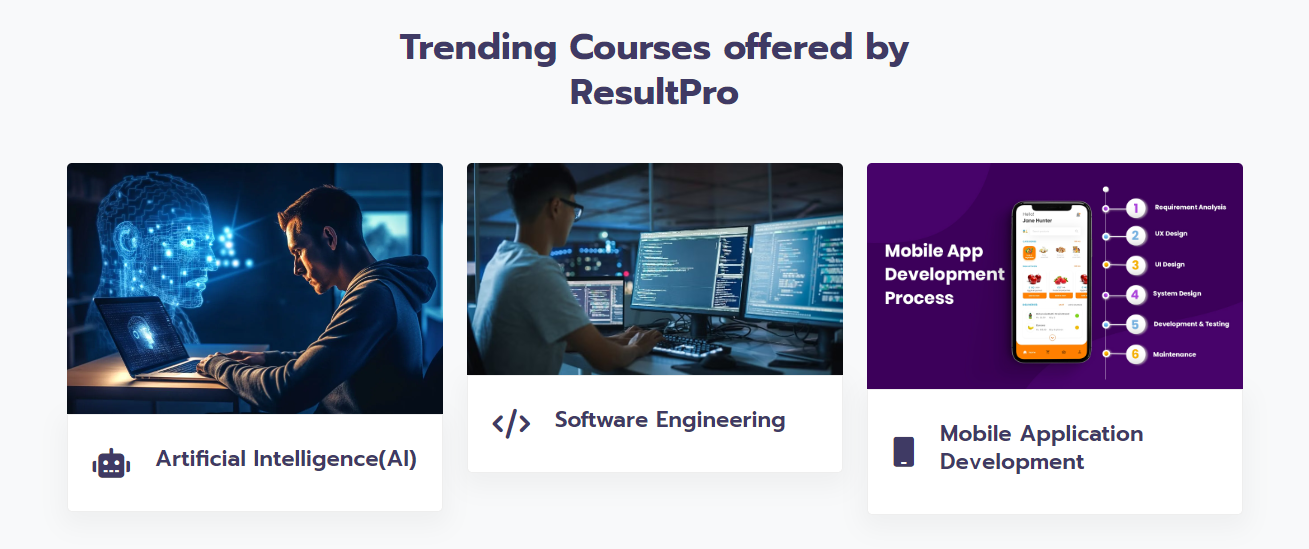 Trending Courses offered by
ResultPro
Artificial Intelligence(AI)
Software Engineering
Mobile App
Development
Process
Hello!
Jane Hunter
1 Requirement Analysis
2 UX Design
3 UI Design
4 System Design
5 Development & Testing
6 Maintenance
Mobile Application
Development